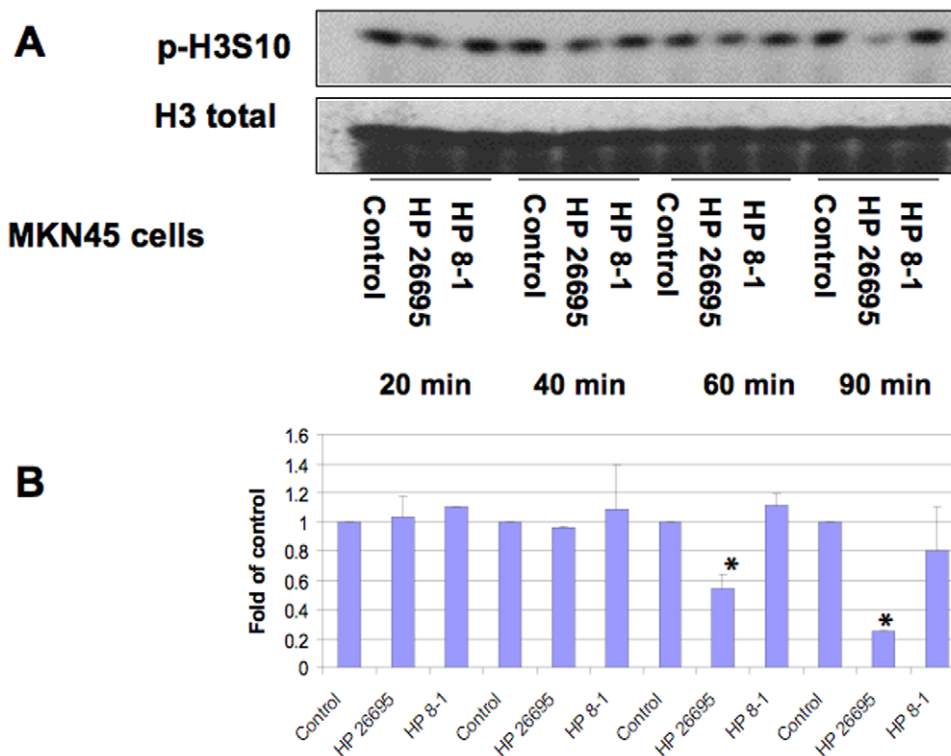 A
p-H3S10
H3 total
MKN45 cells
Control
HP 26695
HP 8-1
Control
HP 26695
HP 8-1
Control
HP 26695
HP 8-1
Control
HP 26695
HP 8-1
20 min 40 min 60 min 90 min
B
Fold of control
1.6
1.4
1.2
1
0.8
0.6
0.4
0.2
0
*
*
Control
HP 26695
HP 8-1
Control
HP 26695
HP 8-1
Control
HP 26695
HP 8-1
Control
HP 26695
HP 8-1